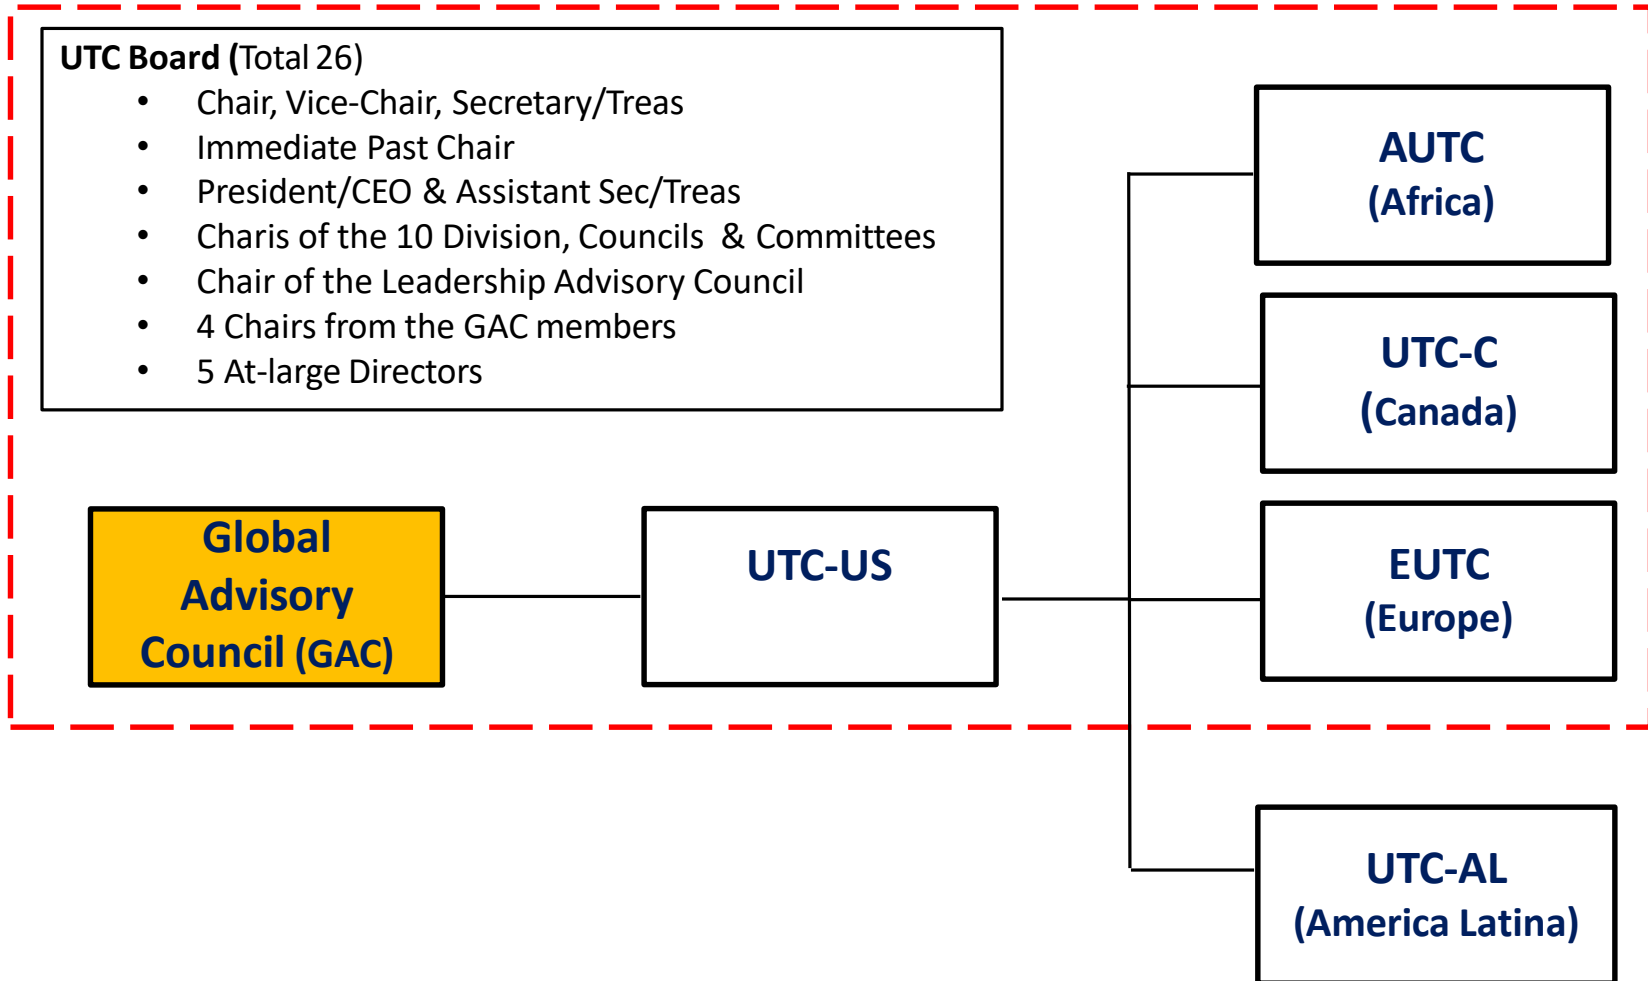 UTC Board (Total 26)
• Chair, Vice-Chair, Secretary/Treas
• Immediate Past Chair
• President/CEO & Assistant Sec/Treas
• Charis of the 10 Division, Councils & Committees
• Chair of the Leadership Advisory Council
• 4 Chairs from the GAC members
• 5 At-large Directors
Global
Advisory
Council (GAC)
UTC-US
AUTC
(Africa)
UTC-C
(Canada)
EUTC
(Europe)
UTC-AL
(America Latina)